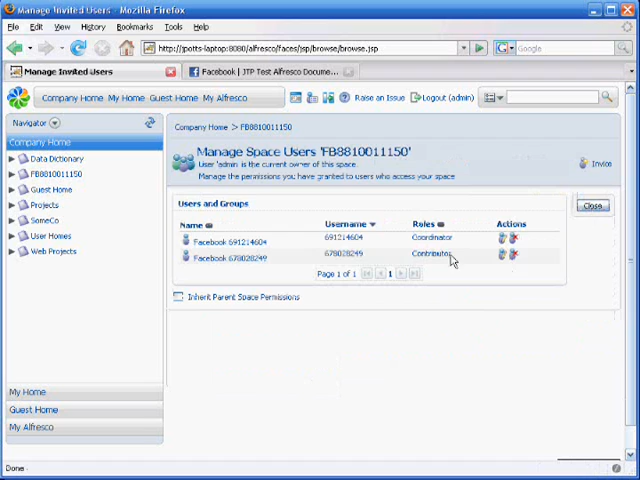 Manage Invited Users - Mozilla Firefox
File Edit View History Bookmarks Tools Help
http://jpotts-laptop:8080/alfresco/faces/jsp/browse/browse.jsp
Google
Manage Invited Users
Facebook | JTP Test Alfresco Docume...
Company Home My Home Guest Home My Alfresco
Raise an Issue
Logout (admin)
Navigator
Company Home > FB8810011150
Company Home
Manage Space Users 'FB8810011150'
User 'admin' is the current owner of this space.
Manage the permissions you have granted to users who access your space
Invite
Data Dictionary
FB8810011150
Guest Home
Projects
SomeCo
User Homes
Web Projects
Users and Groups
Close
Name Username Roles Actions
Facebook 691214604 691214604 Coordinator
Facebook 678028249 678028249 Contributor
Page 1 of 1 1
Inherit Parent Space Permissions
My Home
Guest Home
My Alfresco
Done